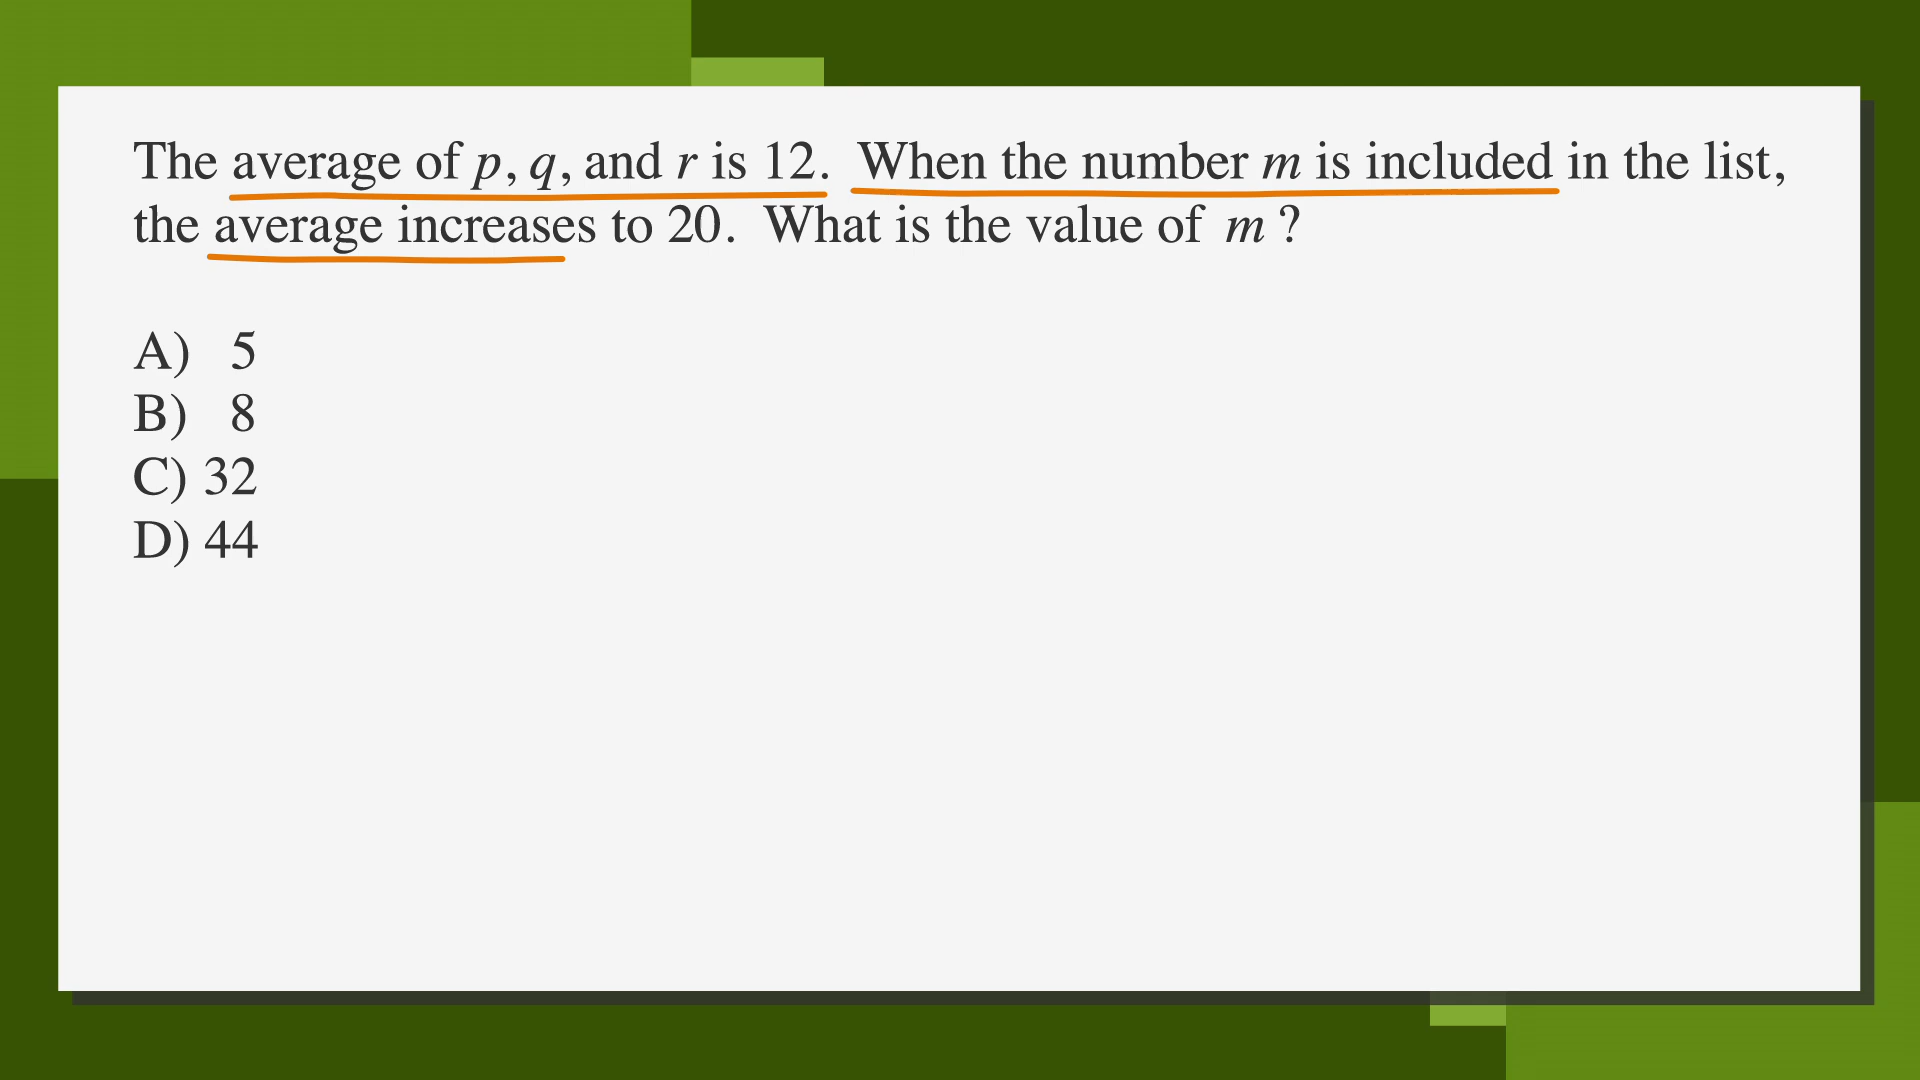 The average of p, q, and r is 12. When the number m is included in the list,
the average increases to 20. What is the value of m ?
A) 5
B) 8
C) 32
D) 44